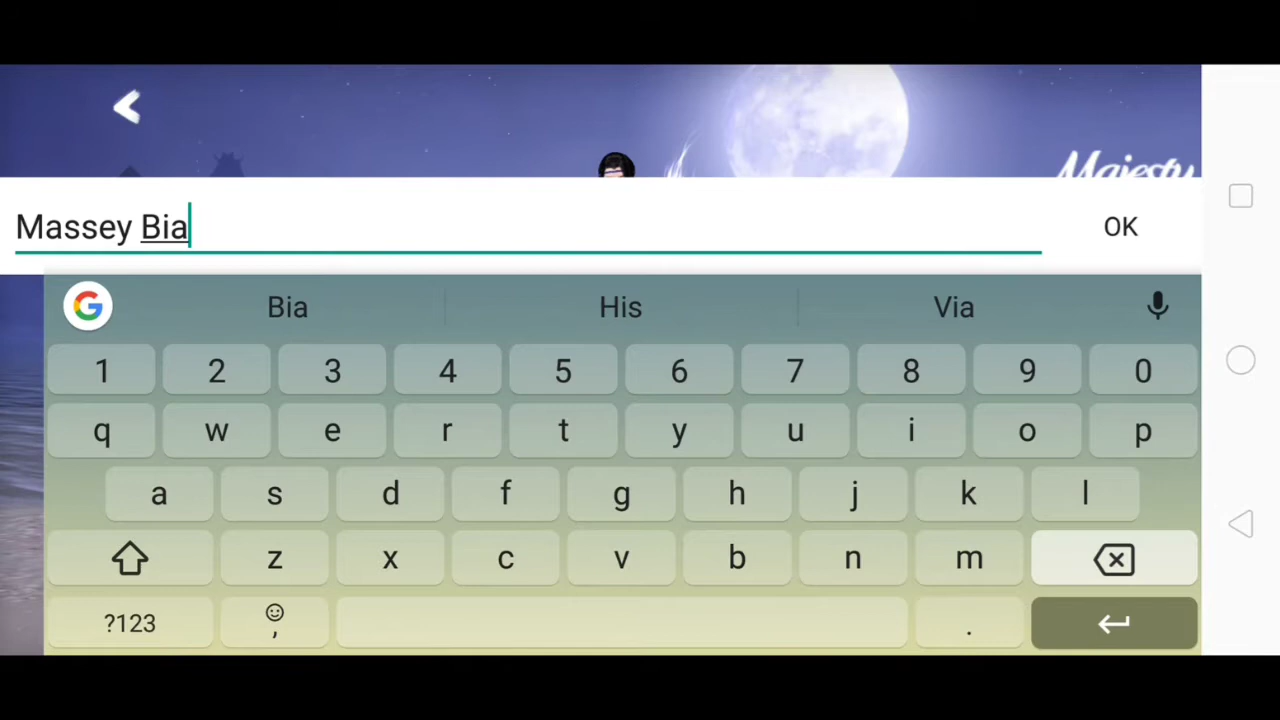 Majesty
Massey Bia
OK
Bia His Via
1 2 3 4 5 6 7 8 9 0
q w e r t y u i o p
a s d f g h j k l
z x c v b n m
?123 , .